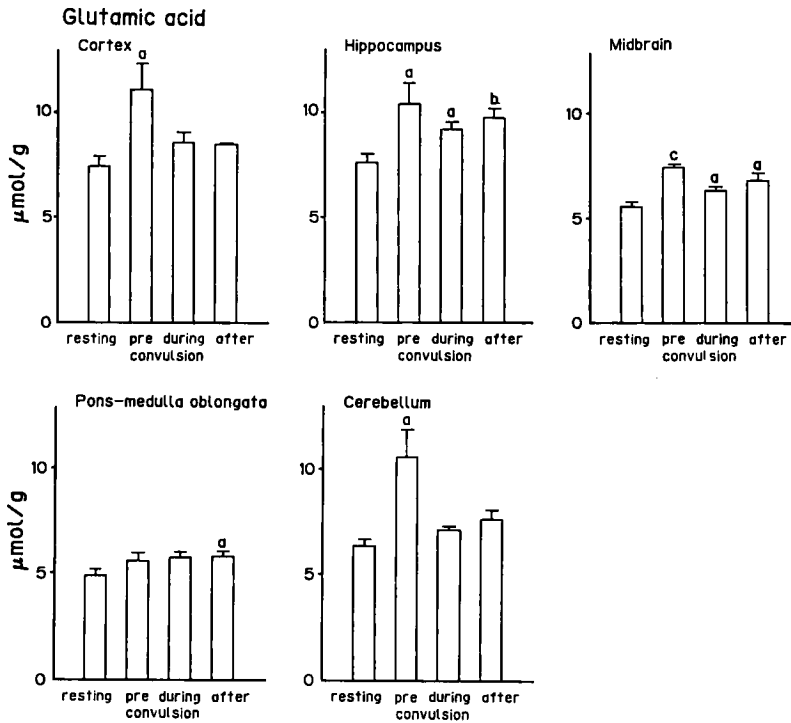 Glutamic acid
Cortex
a
10
5
0
μmol/g
resting pre during after
convulsion
Hippocampus
a
a
b
10
5
0
resting pre during after
convulsion
Midbrain
c
a
a
10
5
0
resting pre during after
convulsion
Pons-medulla oblongata
a
10
5
0
μmol/g
resting pre during after
convulsion
Cerebellum
a
10
5
0
resting pre during after
convulsion